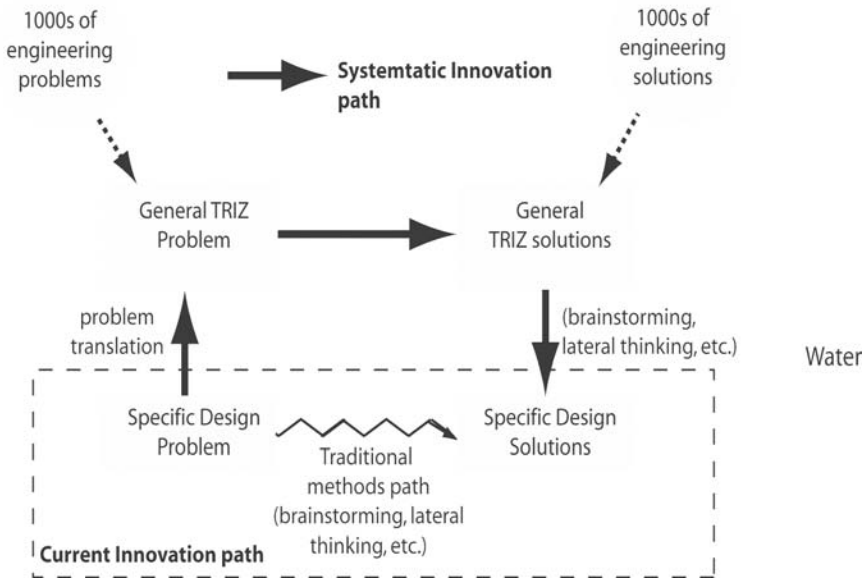 1000s of
engineering
problems
Systemtatic Innovation
path
1000s of
engineering
solutions
General TRIZ
Problem
General
TRIZ solutions
problem
translation
(brainstorming,
lateral thinking, etc.)
Water
Specific Design
Problem
Traditional
methods path
(brainstorming, lateral
thinking, etc.)
Specific Design
Solutions
Current Innovation path